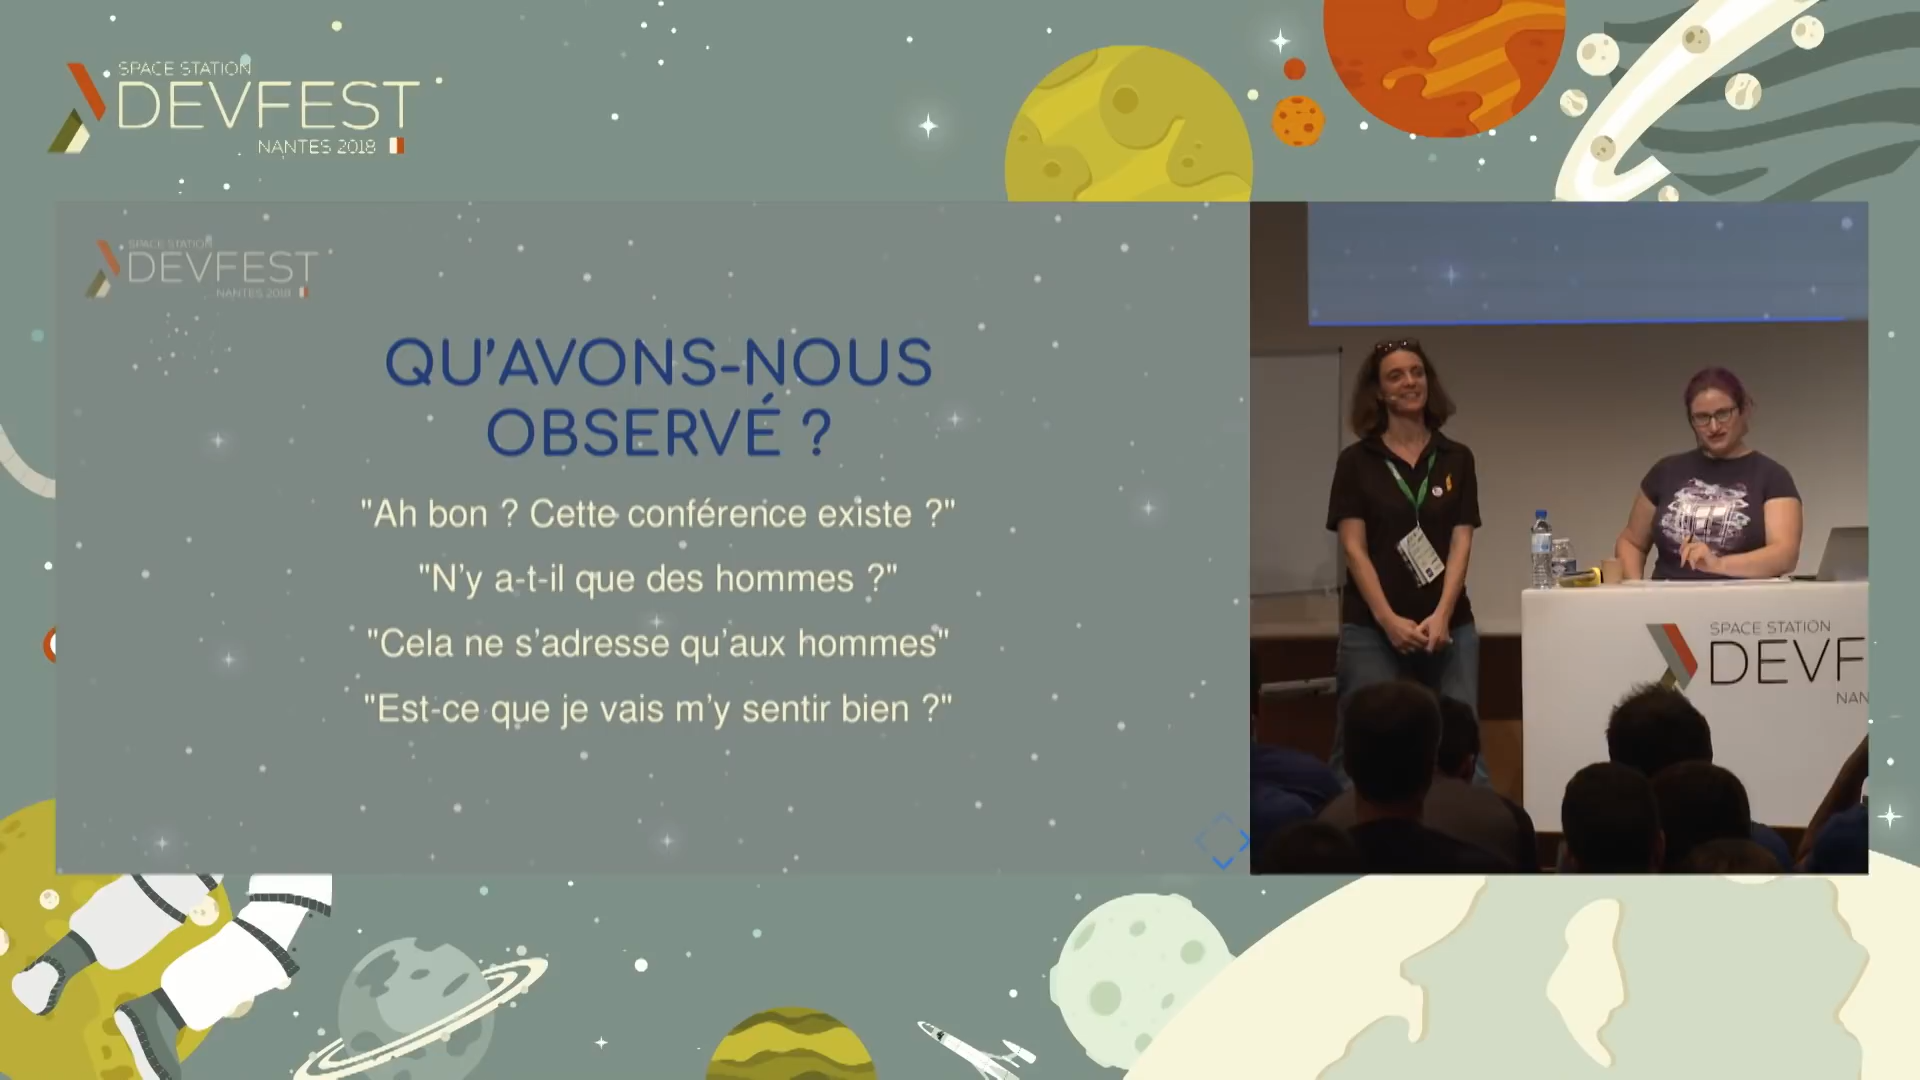 SPACE STATION
DEVFEST
NANTES 2018
SPACE STATION
DEVFEST
NANTES 2018
QU’AVONS-NOUS
OBSERVÉ ?
"Ah bon ? Cette conférence existe ?"
"N’y a-t-il que des hommes ?"
"Cela ne s’adresse qu’aux hommes"
"Est-ce que je vais m’y sentir bien ?"
SPACE STATION
DEVF
NAN